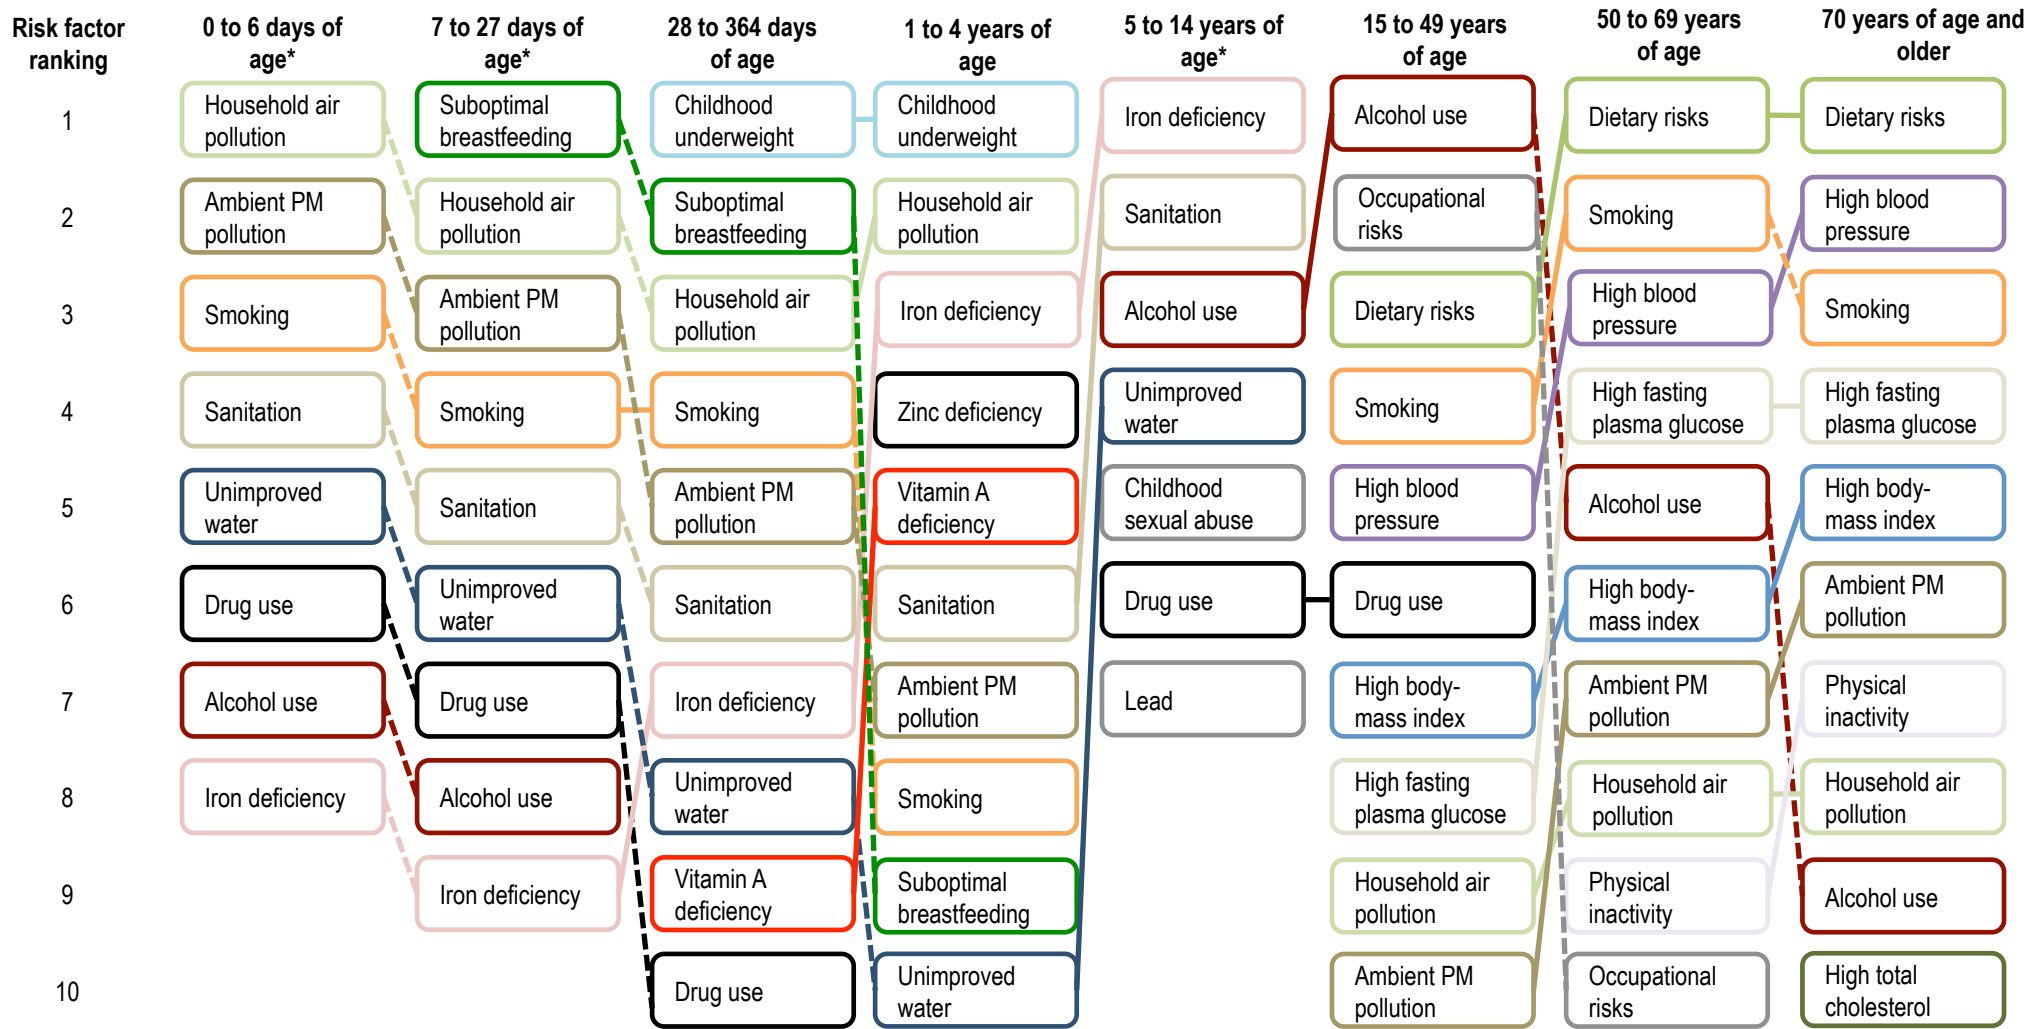 Risk factor
ranking
0 to 6 days of
age*
7 to 27 days of
age*
28 to 364 days
of age
1 to 4 years of
age
5 to 14 years of
age*
15 to 49 years
of age
50 to 69 years
of age
70 years of age and
older
1
Household air
pollution
Suboptimal
breastfeeding
Childhood
underweight
Childhood
underweight
Iron deficiency
Alcohol use
Dietary risks
Dietary risks
2
Ambient PM
pollution
Household air
pollution
Suboptimal
breastfeeding
Household air
pollution
Sanitation
Occupational
risks
Smoking
High blood
pressure
3
Smoking
Ambient PM
pollution
Household air
pollution
Iron deficiency
Alcohol use
Dietary risks
High blood
pressure
Smoking
4
Sanitation
Smoking
Smoking
Zinc deficiency
Unimproved
water
Smoking
High fasting
plasma glucose
High fasting
plasma glucose
5
Unimproved
water
Sanitation
Ambient PM
pollution
Vitamin A
deficiency
Childhood
sexual abuse
High blood
pressure
Alcohol use
High body-
mass index
6
Drug use
Unimproved
water
Sanitation
Sanitation
Drug use
Drug use
High body-
mass index
Ambient PM
pollution
7
Alcohol use
Drug use
Iron deficiency
Ambient PM
pollution
Lead
High body-
mass index
Ambient PM
pollution
Physical
inactivity
8
Iron deficiency
Alcohol use
Unimproved
water
Smoking
High fasting
plasma glucose
Household air
pollution
Household air
pollution
9
Iron deficiency
Vitamin A
deficiency
Suboptimal
breastfeeding
Household air
pollution
Physical
inactivity
Alcohol use
10
Drug use
Unimproved
water
Ambient PM
pollution
Occupational
risks
High total
cholesterol